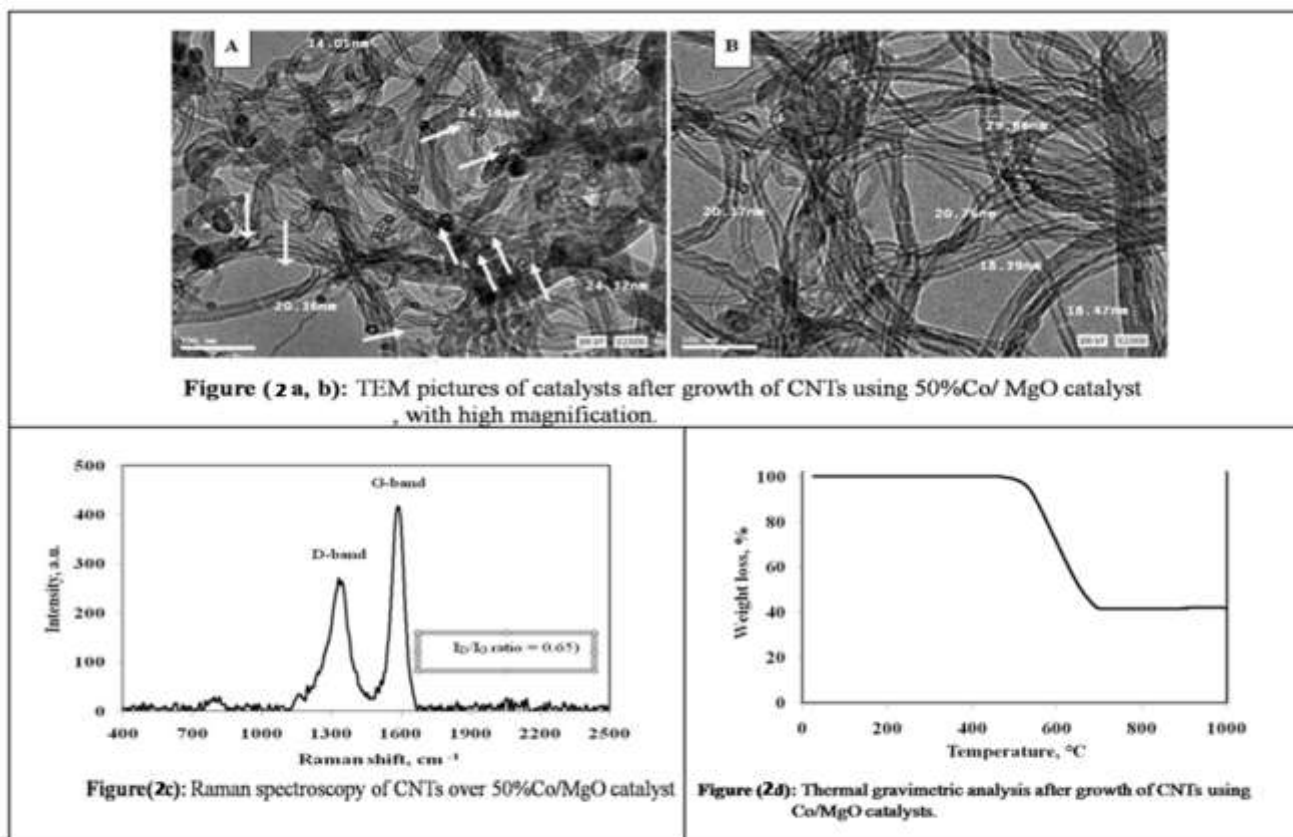 A
B
14.05nm
24.14nm
20.36nm
24.32nm
29.66nm
20.37nm
20.76nm
18.39nm
18.47nm
Figure (2 a, b): TEM pictures of catalysts after growth of CNTs using 50%Co/ MgO catalyst
, with high magnification.
500
400
300
200
100
0
Intensity, a.u.
G-band
D-band
ID/IG ratio = 0.65)
400 700 1000 1300 1600 1900 2200 2500
Raman shift, cm -1
Figure(2c): Raman spectroscopy of CNTs over 50%Co/MgO catalyst
100
80
60
40
20
0
Weight loss, %
0 200 400 600 800 1000
Temperature, °C
Figure (2d): Thermal gravimetric analysis after growth of CNTs using
Co/MgO catalysts.